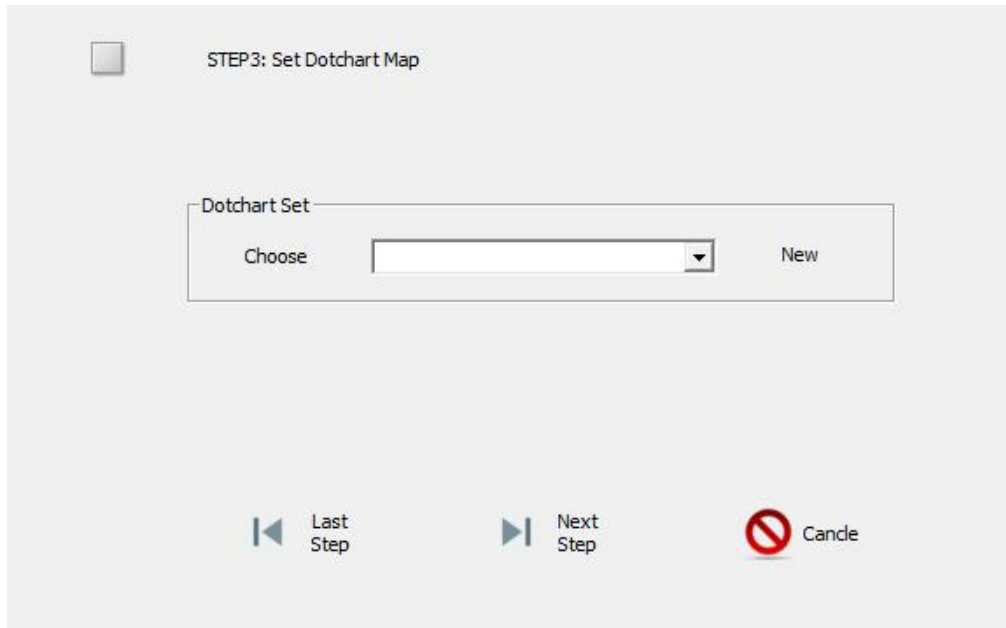 STEP3: Set Dotchart Map
Dotchart Set
Choose
New
Last
Step
Next
Step
Cancle